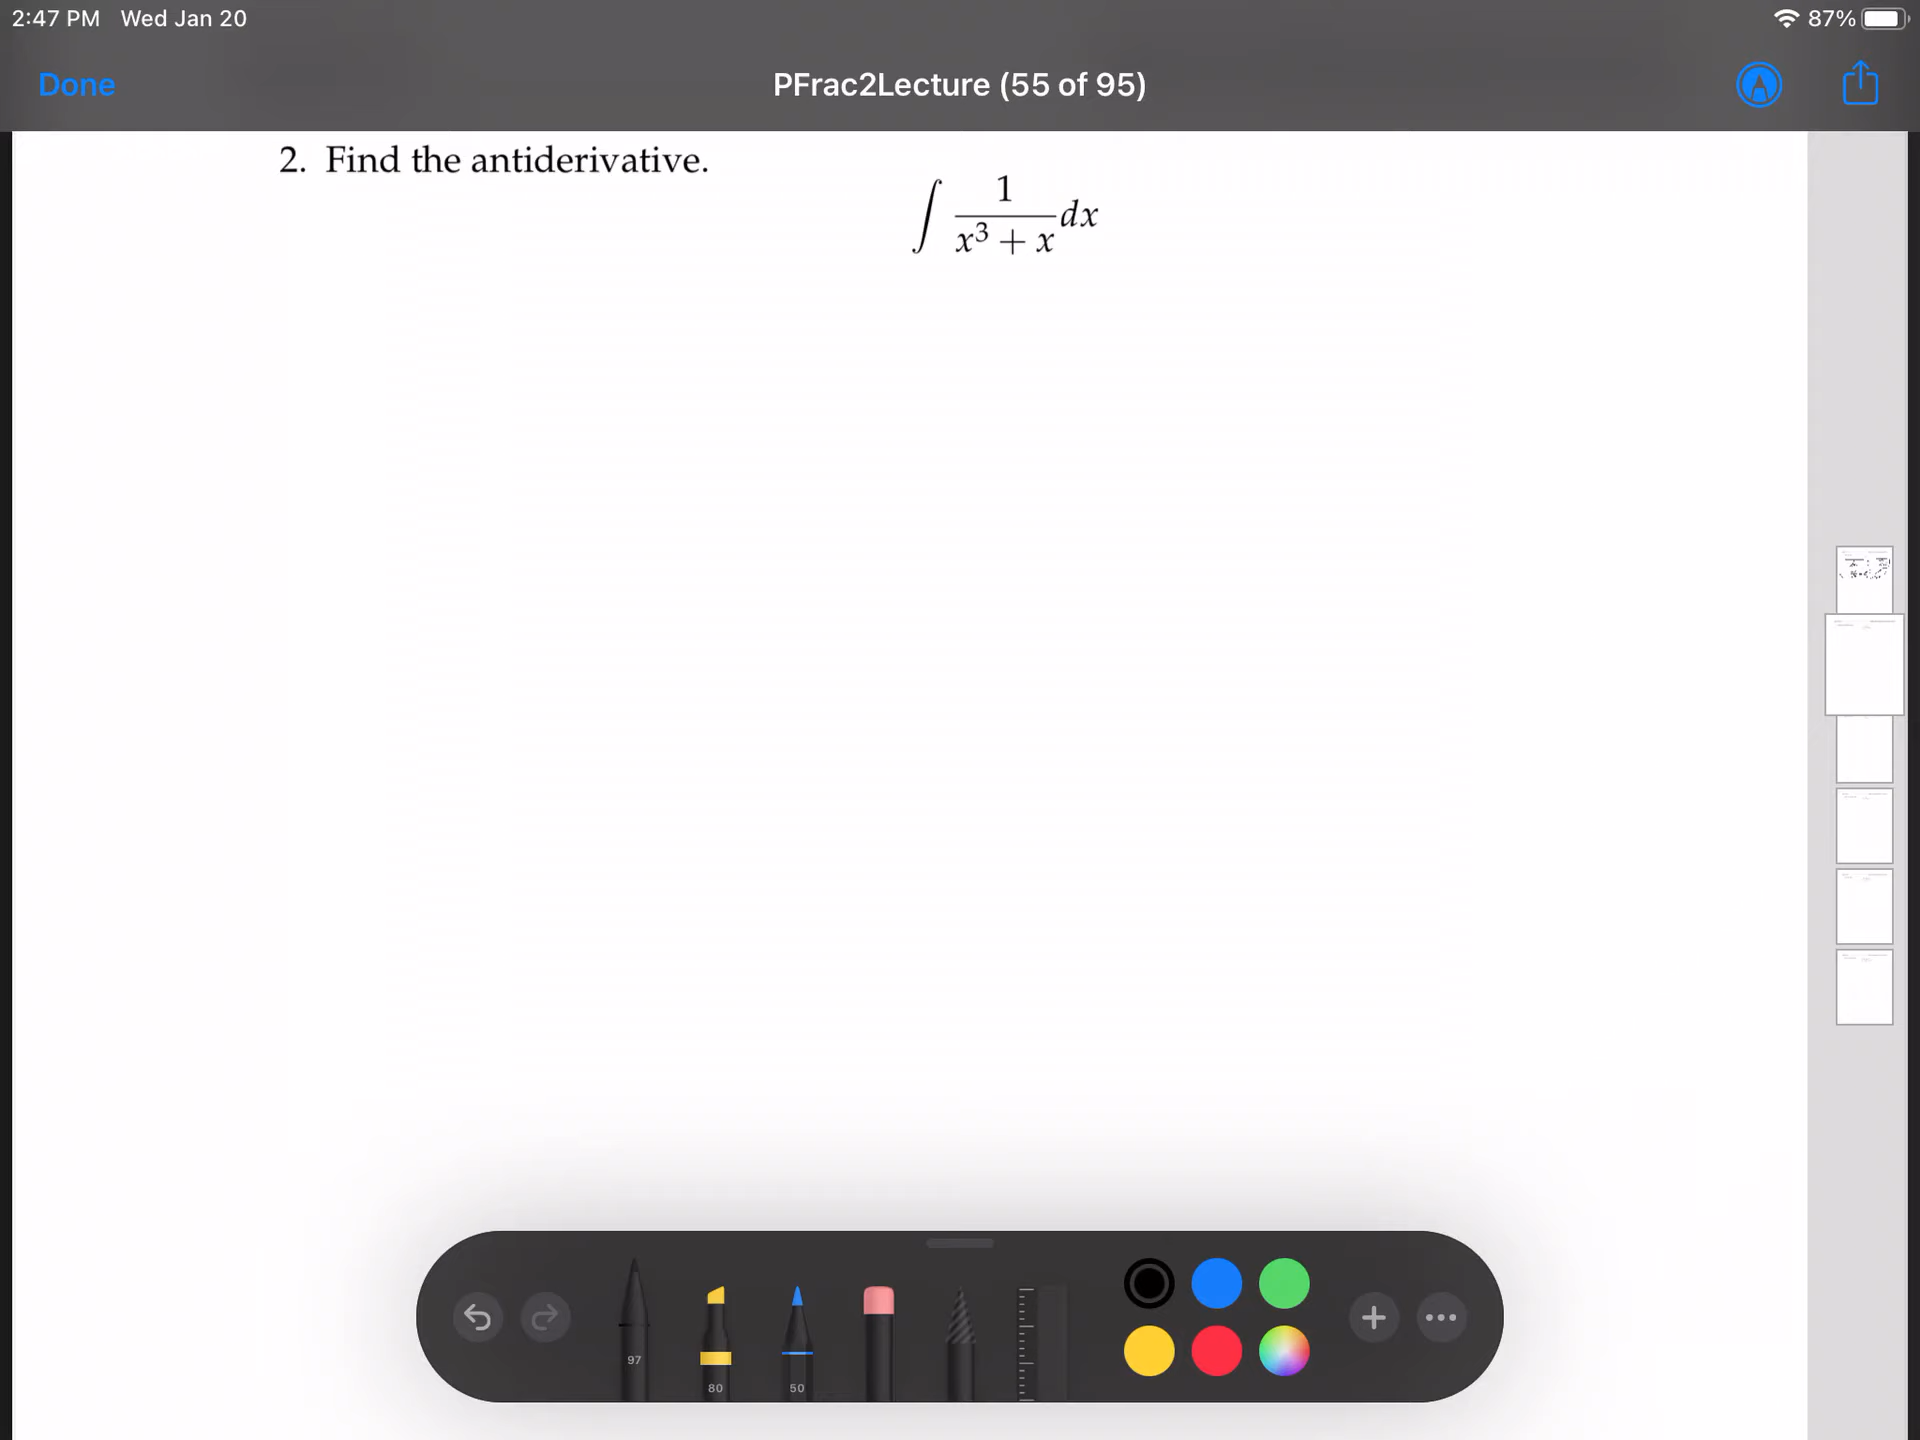 2:47 PM Wed Jan 20 87%
Done PFrac2Lecture (55 of 95)
2. Find the antiderivative.
∫ 1/(x³ + x) dx
97
80
50